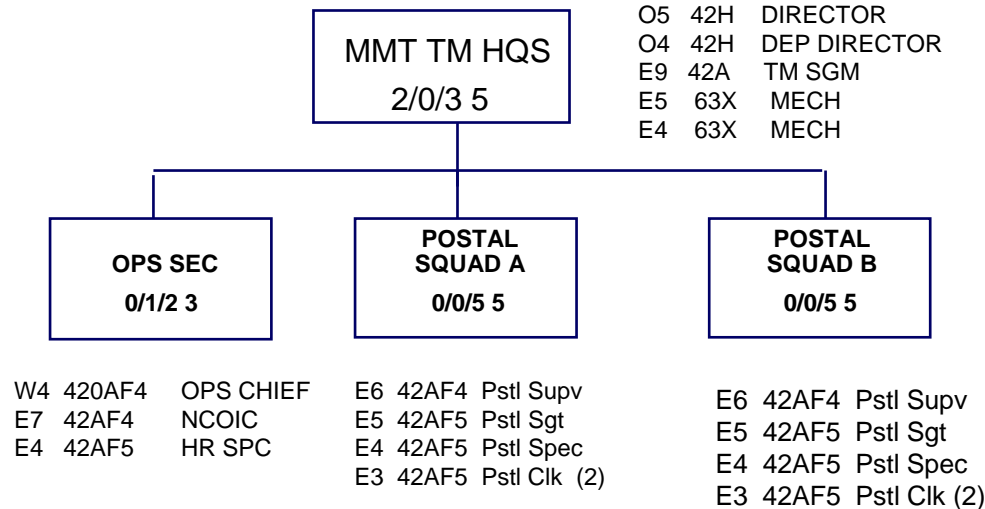 MMT TM HQS
2/0/3 5
O5 42H DIRECTOR
O4 42H DEP DIRECTOR
E9 42A TM SGM
E5 63X MECH
E4 63X MECH
OPS SEC
0/1/2 3
POSTAL
SQUAD A
0/0/5 5
POSTAL
SQUAD B
0/0/5 5
W4 420AF4 OPS CHIEF
E7 42AF4 NCOIC
E4 42AF5 HR SPC
E6 42AF4 Pstl Supv
E5 42AF5 Pstl Sgt
E4 42AF5 Pstl Spec
E3 42AF5 Pstl Clk (2)
E6 42AF4 Pstl Supv
E5 42AF5 Pstl Sgt
E4 42AF5 Pstl Spec
E3 42AF5 Pstl Clk (2)